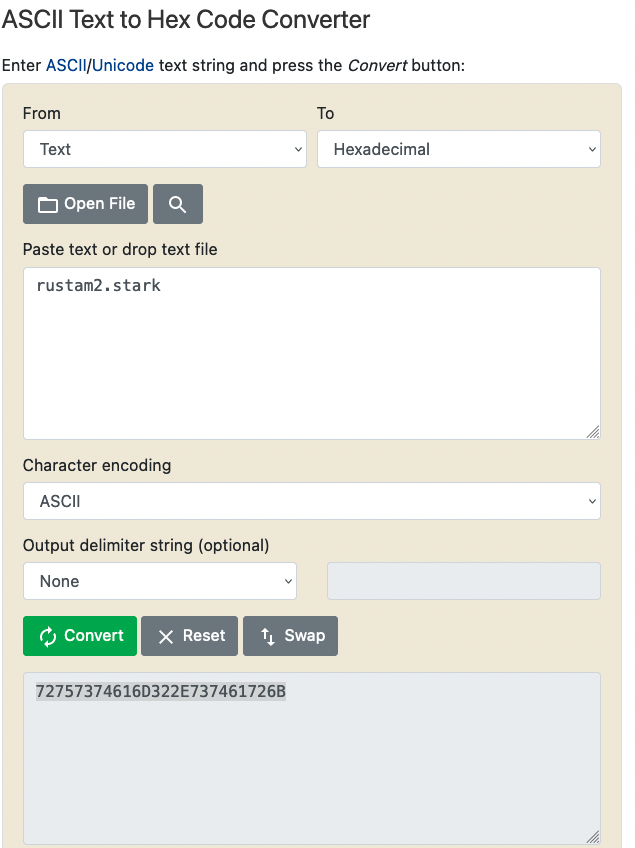 ASCII Text to Hex Code Converter
Enter ASCII/Unicode text string and press the Convert button:
From
To
Text
Hexadecimal
Open File
Paste text or drop text file
rustam2.stark
Character encoding
ASCII
Output delimiter string (optional)
None
Convert
Reset
Swap
72757374616D322E737461726B